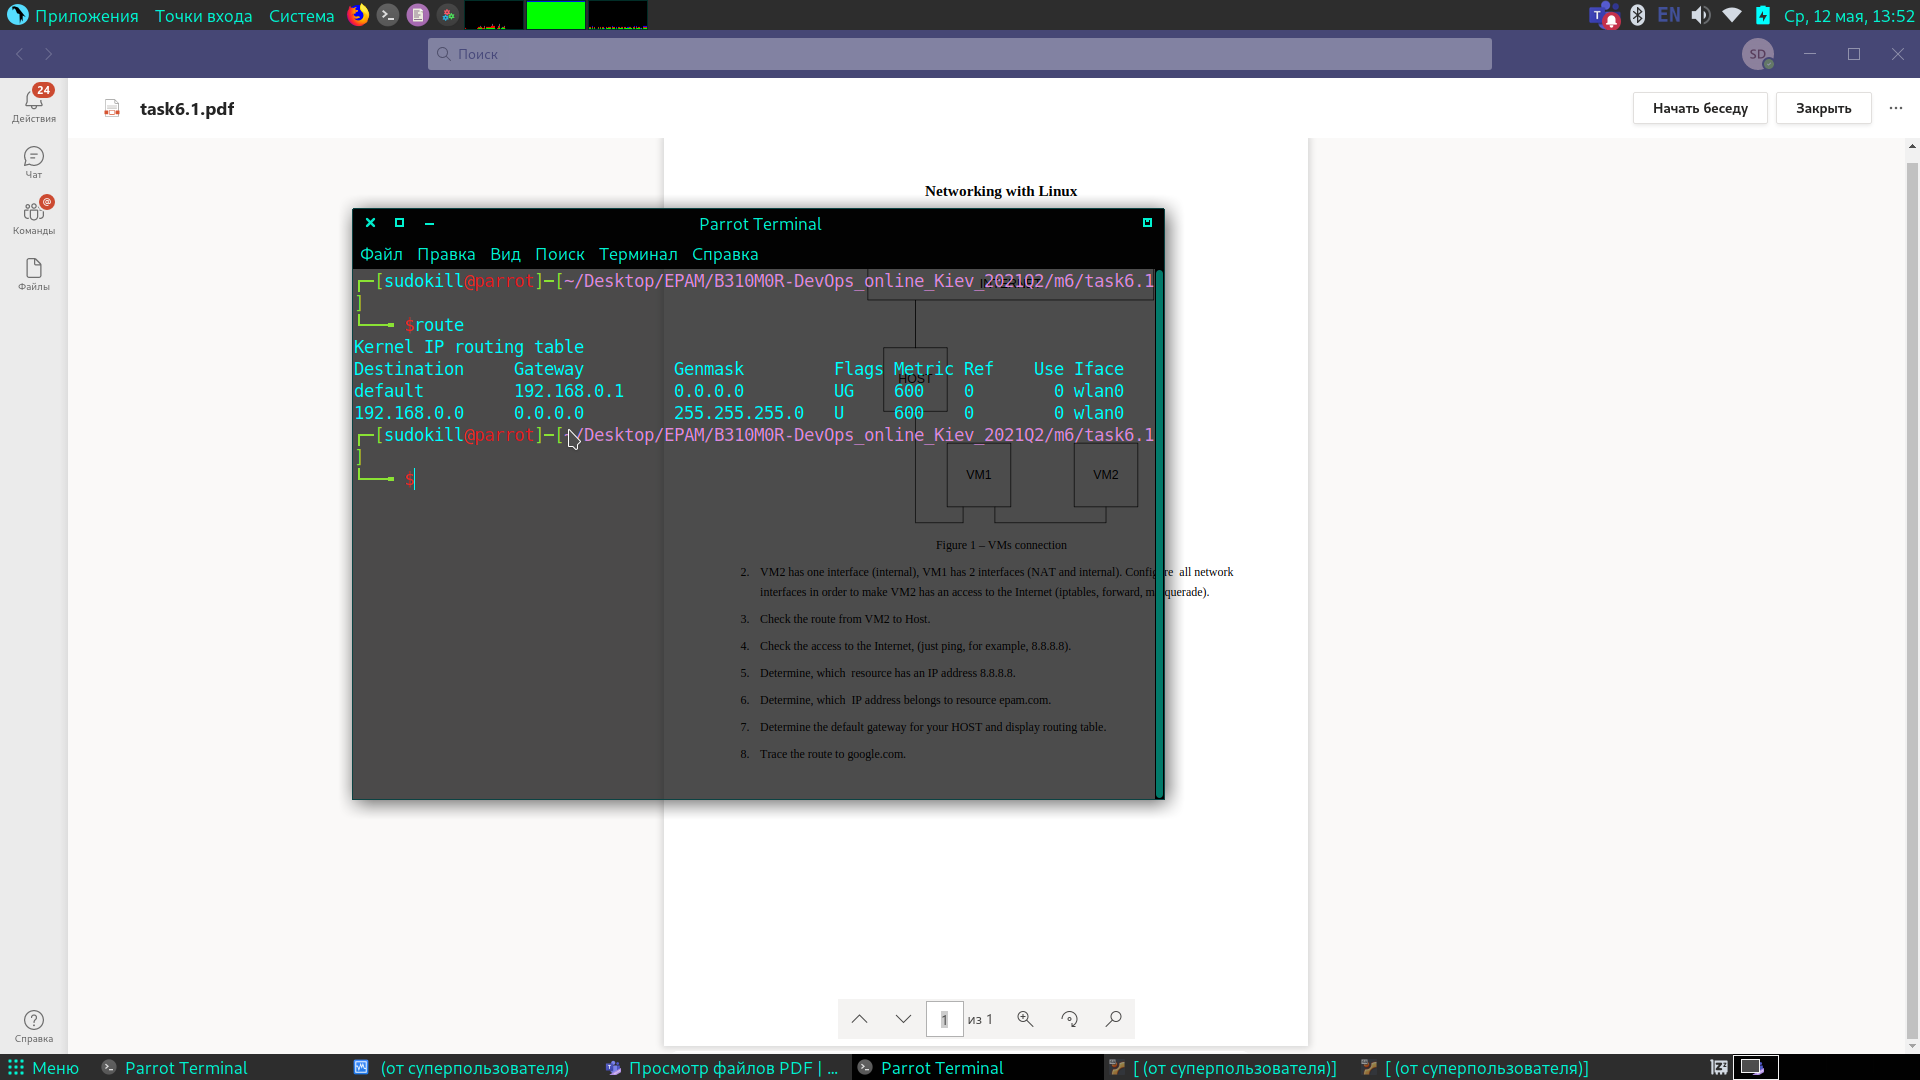 Приложения Точки входа Система EN Ср, 12 мая, 13:52
Поиск SD
24
Действия
Чат
Команды
Файлы
Справка
task6.1.pdf Начать беседу Закрыть
Networking with Linux
Parrot Terminal
Файл Правка Вид Поиск Терминал Справка
┌─[sudokill@parrot]─[~/Desktop/EPAM/B310M0R-DevOps_online_Kiev_2021Q2/m6/task6.1
]
└──╼ $route
Kernel IP routing table
Destination Gateway Genmask Flags Metric Ref Use Iface
default 192.168.0.1 0.0.0.0 UG 600 0 0 wlan0
192.168.0.0 0.0.0.0 255.255.255.0 U 600 0 0 wlan0
┌─[sudokill@parrot]─[~/Desktop/EPAM/B310M0R-DevOps_online_Kiev_2021Q2/m6/task6.1
]
└──╼ $
HOST
VM1 VM2
Figure 1 – VMs connection
2. VM2 has one interface (internal), VM1 has 2 interfaces (NAT and internal). Configure all network
interfaces in order to make VM2 has an access to the Internet (iptables, forward, masquerade).
3. Check the route from VM2 to Host.
4. Check the access to the Internet, (just ping, for example, 8.8.8.8).
5. Determine, which resource has an IP address 8.8.8.8.
6. Determine, which IP address belongs to resource epam.com.
7. Determine the default gateway for your HOST and display routing table.
8. Trace the route to google.com.
1 из 1
Меню Parrot Terminal (от суперпользователя) Просмотр файлов PDF | ... Parrot Terminal [ (от суперпользователя)] [ (от суперпользователя)]